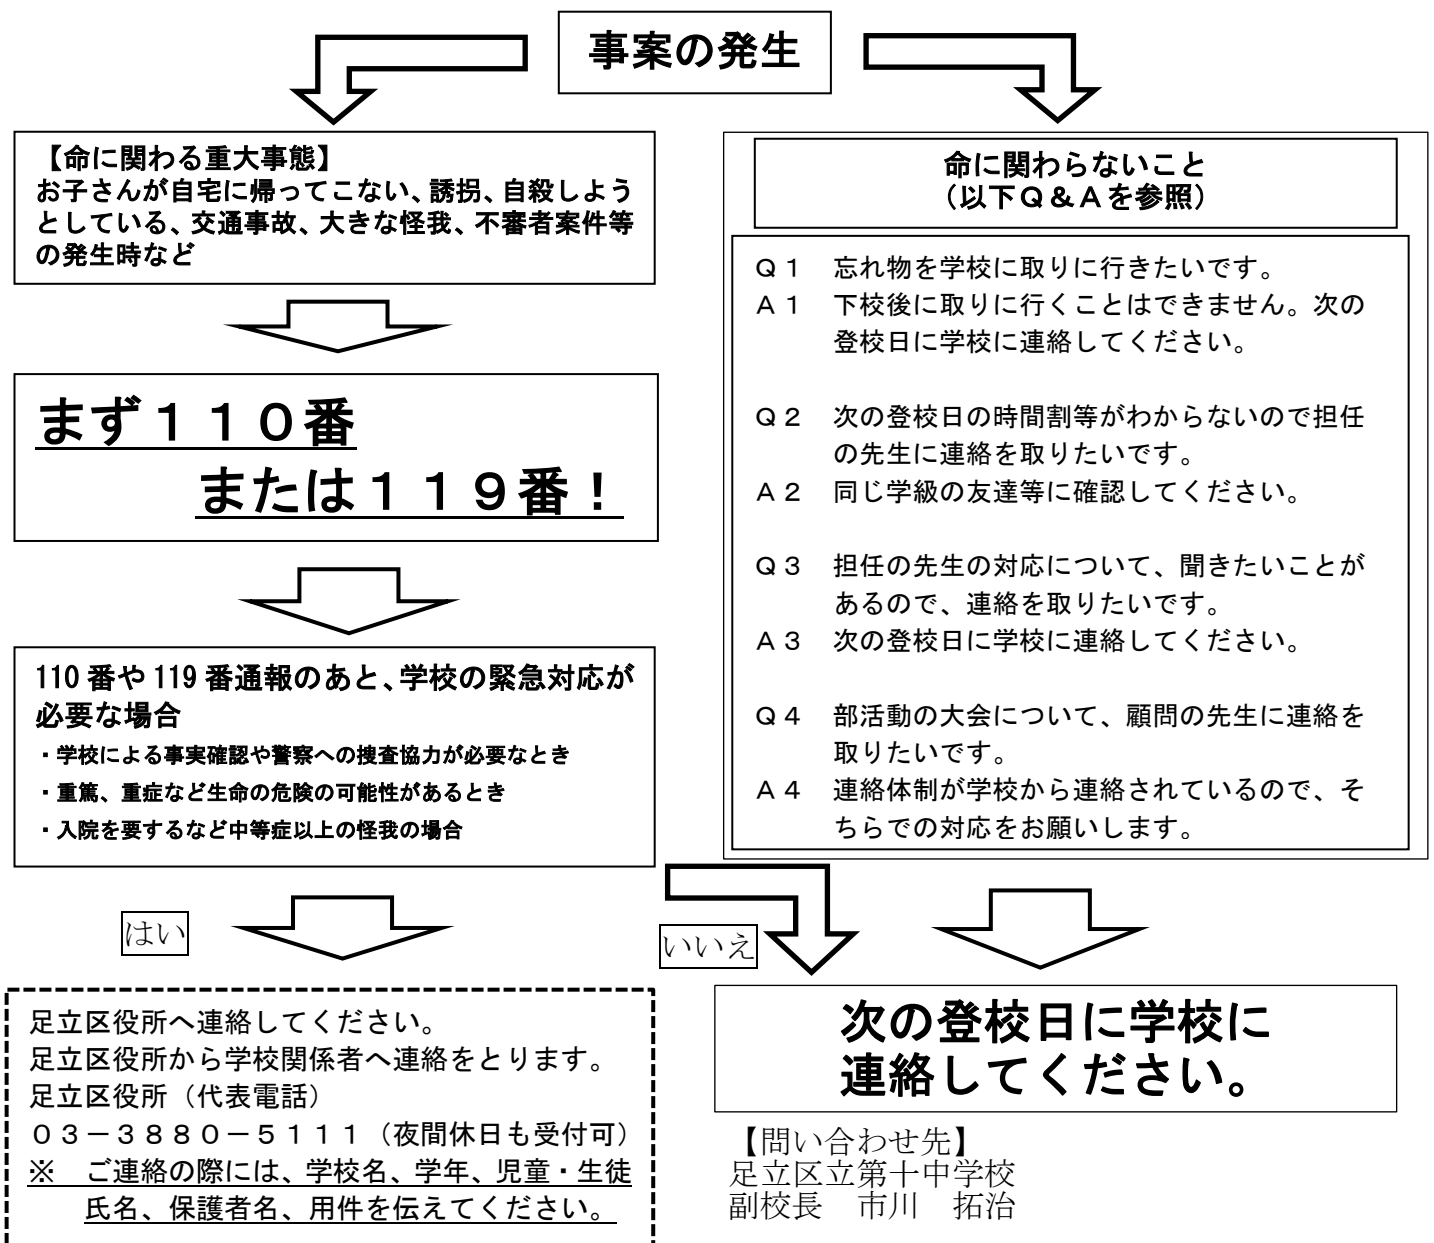 事案の発生
【命に関わる重大事態】
お子さんが自宅に帰ってこない、誘拐、自殺しよう
としている、交通事故、大きな怪我、不審者案件等
の発生時など
まず１１０番
または１１９番！
110番や119番通報のあと、学校の緊急対応が
必要な場合
・学校による事実確認や警察への捜査協力が必要なとき
・重篤、重症など生命の危険の可能性があるとき
・入院を要するなど中等症以上の怪我の場合
はい
いいえ
足立区役所へ連絡してください。
足立区役所から学校関係者へ連絡をとります。
足立区役所（代表電話）
０３－３８８０－５１１１（夜間休日も受付可）
※　ご連絡の際には、学校名、学年、児童・生徒
氏名、保護者名、用件を伝えてください。
命に関わらないこと
（以下Ｑ＆Ａを参照）
Ｑ１　忘れ物を学校に取りに行きたいです。
Ａ１　下校後に取りに行くことはできません。次の
登校日に学校に連絡してください。
Ｑ２　次の登校日の時間割等がわからないので担任
の先生に連絡を取りたいです。
Ａ２　同じ学級の友達等に確認してください。
Ｑ３　担任の先生の対応について、聞きたいことが
あるので、連絡を取りたいです。
Ａ３　次の登校日に学校に連絡してください。
Ｑ４　部活動の大会について、顧問の先生に連絡を
取りたいです。
Ａ４　連絡体制が学校から連絡されているので、そ
ちらでの対応をお願いします。
次の登校日に学校に
連絡してください。
【問い合わせ先】
足立区立第十中学校
副校長　市川　拓治